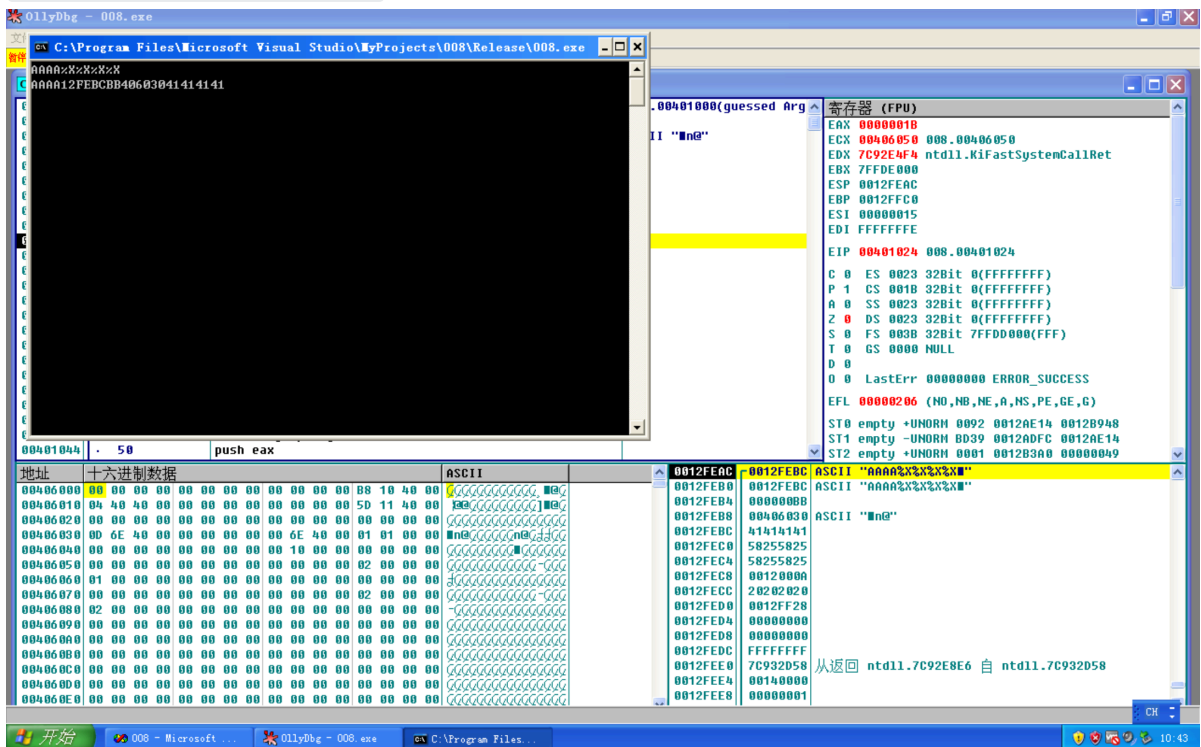 OllyDbg - 008.exe
C:\Program Files\Microsoft Visual Studio\MyProjects\008\Release\008.exe
AAAA%X%X%X%X
AAAA12FEBCBB40603041414141
.00401000(guessed Arg
II "■n@"
00401044 · 50 push eax
寄存器 (FPU)
EAX 0000001B
ECX 00406050 008.00406050
EDX 7C92E4F4 ntdll.KiFastSystemCallRet
EBX 7FFDE000
ESP 0012FEAC
EBP 0012FFC0
ESI 00000015
EDI FFFFFFFE
EIP 00401024 008.00401024
C 0 ES 0023 32Bit 0(FFFFFFFF)
P 1 CS 001B 32Bit 0(FFFFFFFF)
A 0 SS 0023 32Bit 0(FFFFFFFF)
Z 0 DS 0023 32Bit 0(FFFFFFFF)
S 0 FS 003B 32Bit 7FFDD000(FFF)
T 0 GS 0000 NULL
D 0
O 0 LastErr 00000000 ERROR_SUCCESS
EFL 00000206 (NO,NB,NE,A,NS,PE,GE,G)
ST0 empty +UNORM 0092 0012AE14 0012B948
ST1 empty -UNORM BD39 0012ADFC 0012AE14
ST2 empty +UNORM 0001 0012B3A0 00000049
地址 十六进制数据 ASCII
00406000 00 00 00 00 00 00 00 00 00 00 00 00 B8 10 40 00
00406010 04 40 40 00 00 00 00 00 00 00 00 00 5D 11 40 00
00406020 00 00 00 00 00 00 00 00 00 00 00 00 00 00 00 00
00406030 0D 6E 40 00 00 00 00 00 00 6E 40 00 01 01 00 00
00406040 00 00 00 00 00 00 00 00 00 10 00 00 00 00 00 00
00406050 00 00 00 00 00 00 00 00 00 00 00 00 02 00 00 00
00406060 01 00 00 00 00 00 00 00 00 00 00 00 00 00 00 00
00406070 00 00 00 00 00 00 00 00 00 00 00 00 02 00 00 00
00406080 02 00 00 00 00 00 00 00 00 00 00 00 00 00 00 00
00406090 00 00 00 00 00 00 00 00 00 00 00 00 00 00 00 00
004060A0 00 00 00 00 00 00 00 00 00 00 00 00 00 00 00 00
004060B0 00 00 00 00 00 00 00 00 00 00 00 00 00 00 00 00
004060C0 00 00 00 00 00 00 00 00 00 00 00 00 00 00 00 00
004060D0 00 00 00 00 00 00 00 00 00 00 00 00 00 00 00 00
004060E0 00 00 00 00 00 00 00 00 00 00 00 00 00 00 00 00
0012FEAC 0012FEBC ASCII "AAAA%X%X%X%X■"
0012FEB0 0012FEBC ASCII "AAAA%X%X%X%X■"
0012FEB4 000000BB
0012FEB8 00406030 ASCII "■n@"
0012FEBC 41414141
0012FEC0 58255825
0012FEC4 58255825
0012FEC8 0012000A
0012FECC 20202020
0012FED0 0012FF28
0012FED4 00000000
0012FED8 00000000
0012FEDC FFFFFFFF
0012FEE0 7C932D58 从返回 ntdll.7C92E8E6 自 ntdll.7C932D58
0012FEE4 00140000
0012FEE8 00000001
CH
开始 008 - Microsoft ... OllyDbg - 008.exe C:\Program Files... 10:43